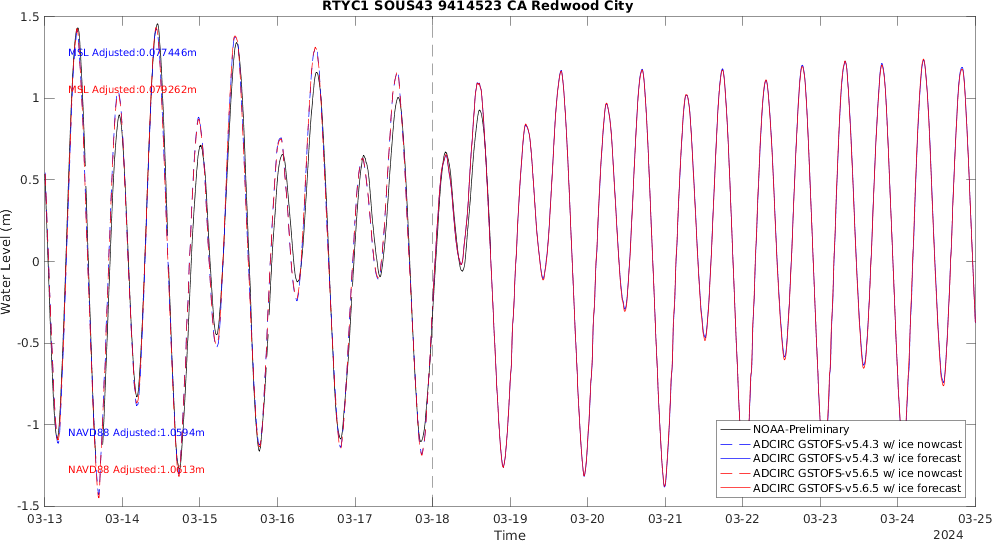 RTYC1 SOUS43 9414523 CA Redwood City
1.5
1
0.5
0
-0.5
-1
-1.5
Water Level (m)
MSL Adjusted:0.077446m
MSL Adjusted:0.079262m
NAVD88 Adjusted:1.0594m
NAVD88 Adjusted:1.0613m
NOAA-Preliminary
ADCIRC GSTOFS-v5.4.3 w/ ice nowcast
ADCIRC GSTOFS-v5.4.3 w/ ice forecast
ADCIRC GSTOFS-v5.6.5 w/ ice nowcast
ADCIRC GSTOFS-v5.6.5 w/ ice forecast
03-13 03-14 03-15 03-16 03-17 03-18 03-19 03-20 03-21 03-22 03-23 03-24 03-25
Time
2024